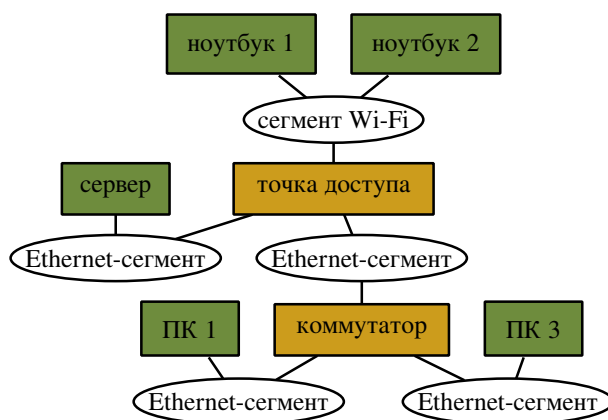 ноутбук 1
ноутбук 2
сегмент Wi-Fi
сервер
точка доступа
Ethernet-сегмент
Ethernet-сегмент
ПК 1
коммутатор
ПК 3
Ethernet-сегмент
Ethernet-сегмент